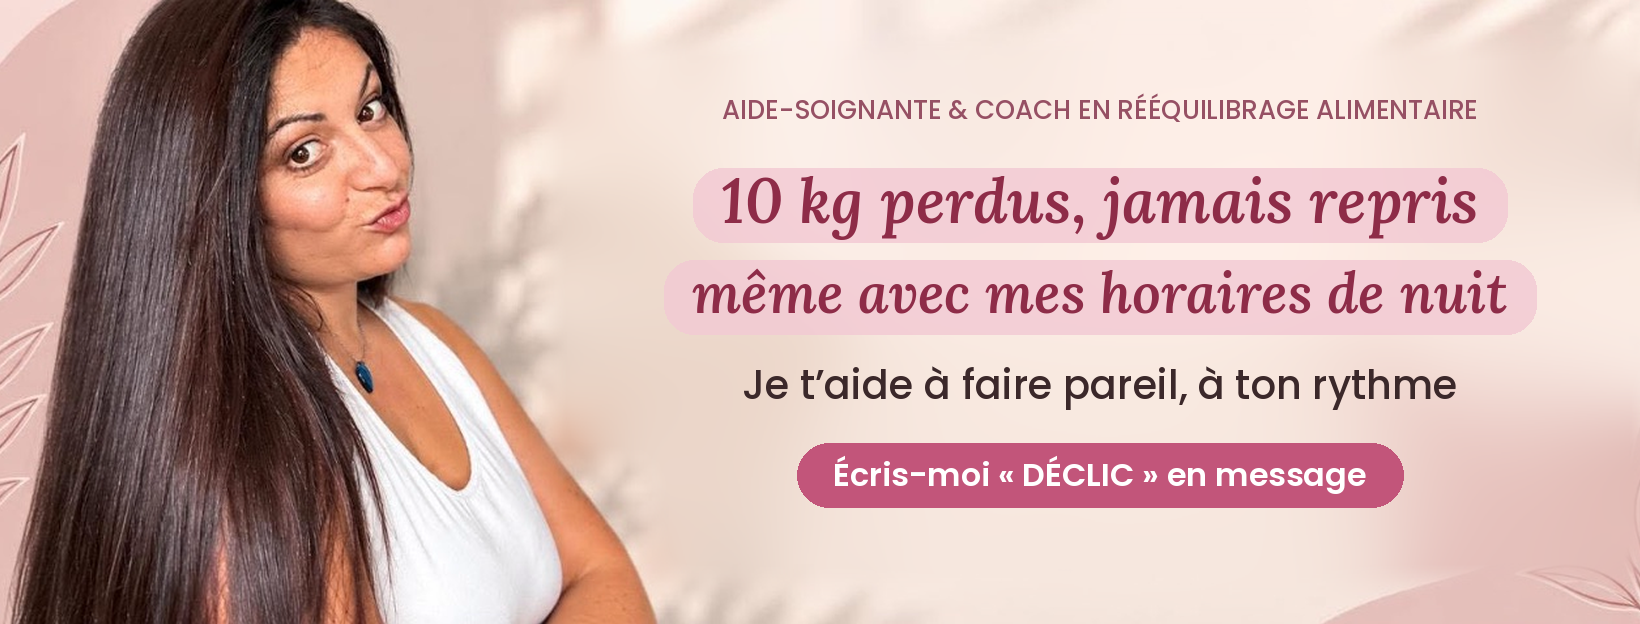 AIDE-SOIGNANTE & COACH EN RÉÉQUILIBRAGE ALIMENTAIRE
10 kg perdus, jamais repris
même avec mes horaires de nuit
Je t’aide à faire pareil, à ton rythme
Écris-moi « DÉCLIC » en message